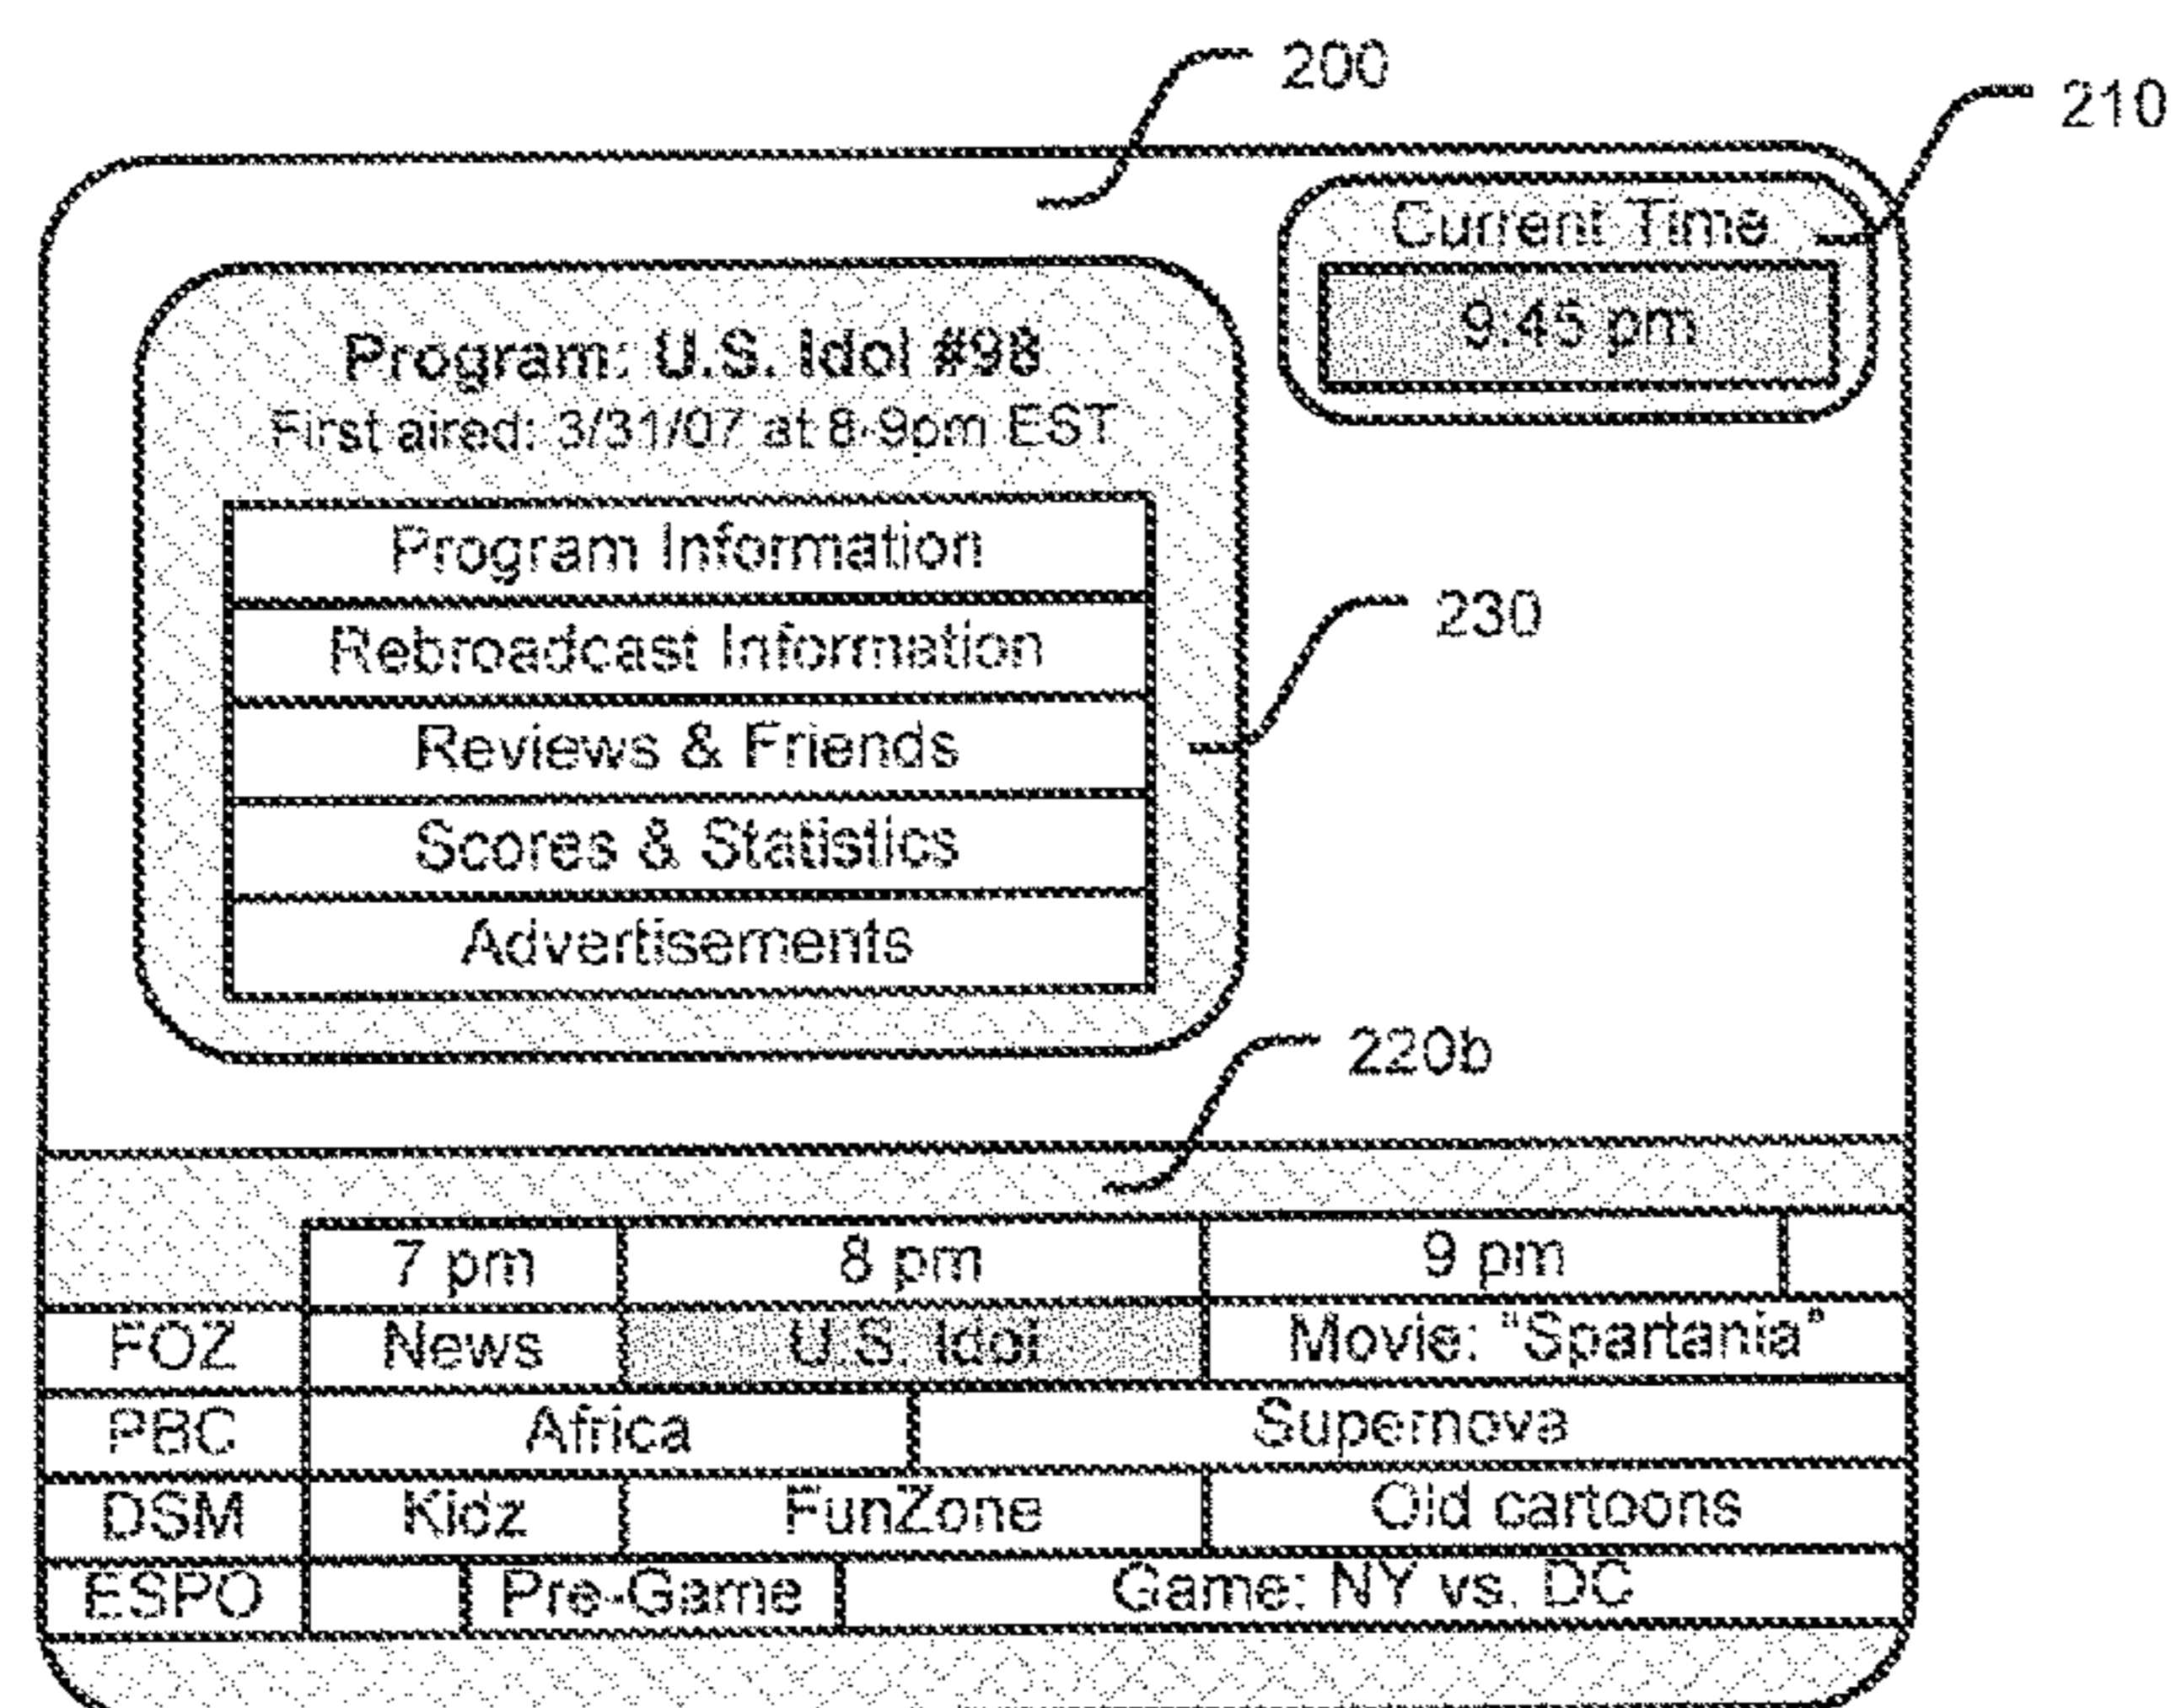 200
210
Current Time
9:45 pm
Program: U.S. Idol #98
First aired: 3/31/07 at 8-9pm EST
Program Information
Rebroadcast Information
230
Reviews & Friends
Scores & Statistics
Advertisements
220b
7 pm 8 pm 9 pm
FOZ News U.S. Idol Movie: "Spartania"
PBC Africa Supernova
DSM Kidz FunZone Old cartoons
ESPO Pre-Game Game: NY vs. DC